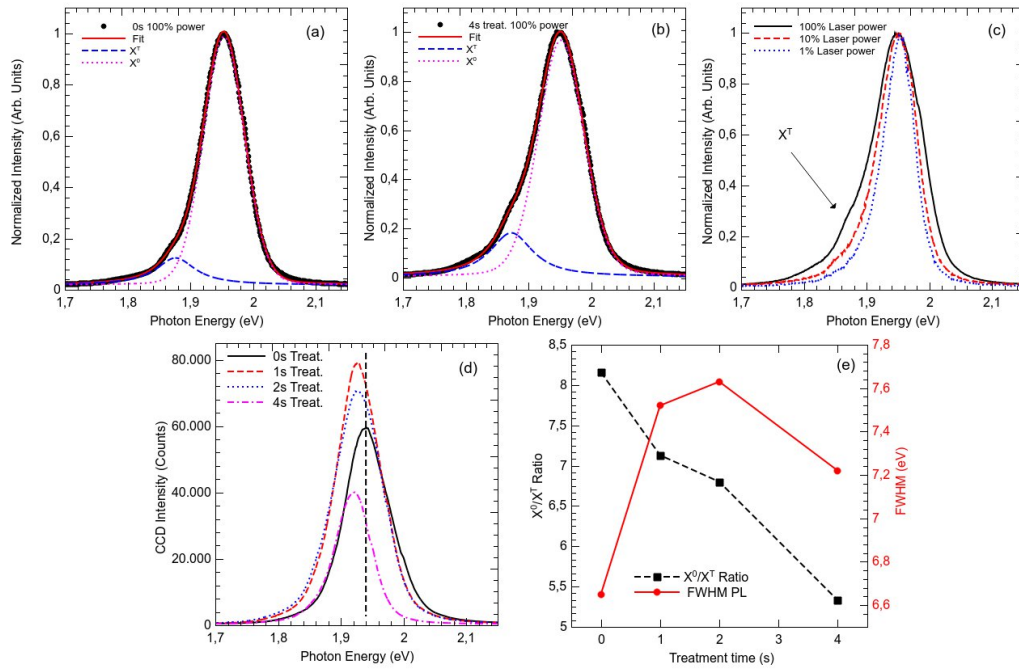 (a)
0s 100% power
Fit
Xᵀ
X⁰
Normalized Intensity (Arb. Units)
1
0,8
0,6
0,4
0,2
0
1,7
1,8
1,9
2
2,1
Photon Energy (eV)
(b)
4s treat. 100% power
Fit
Xᵀ
X⁰
Normalized Intensity (Arb. Units)
1
0,8
0,6
0,4
0,2
0
1,7
1,8
1,9
2
2,1
Photon Energy (eV)
(c)
100% Laser power
10% Laser power
1% Laser power
Xᵀ
Normalized Intensity (Arb. Units)
1
0,8
0,6
0,4
0,2
0
1,7
1,8
1,9
2
2,1
Photon Energy (eV)
(d)
0s Treat.
1s Treat.
2s Treat.
4s Treat.
CCD Intensity (Counts)
80.000
60.000
40.000
20.000
0
1,7
1,8
1,9
2
2,1
Photon Energy (eV)
(e)
X⁰/Xᵀ Ratio
8,5
8
7,5
7
6,5
6
5,5
5
X⁰/Xᵀ Ratio
FWHM PL
0
1
2
3
4
Treatment time (s)
7,8
7,6
7,4
7,2
7
6,8
6,6
FWHM (eV)